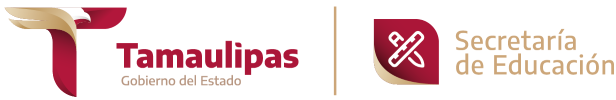 Tamaulipas
Gobierno del Estado
Secretaría
de Educación